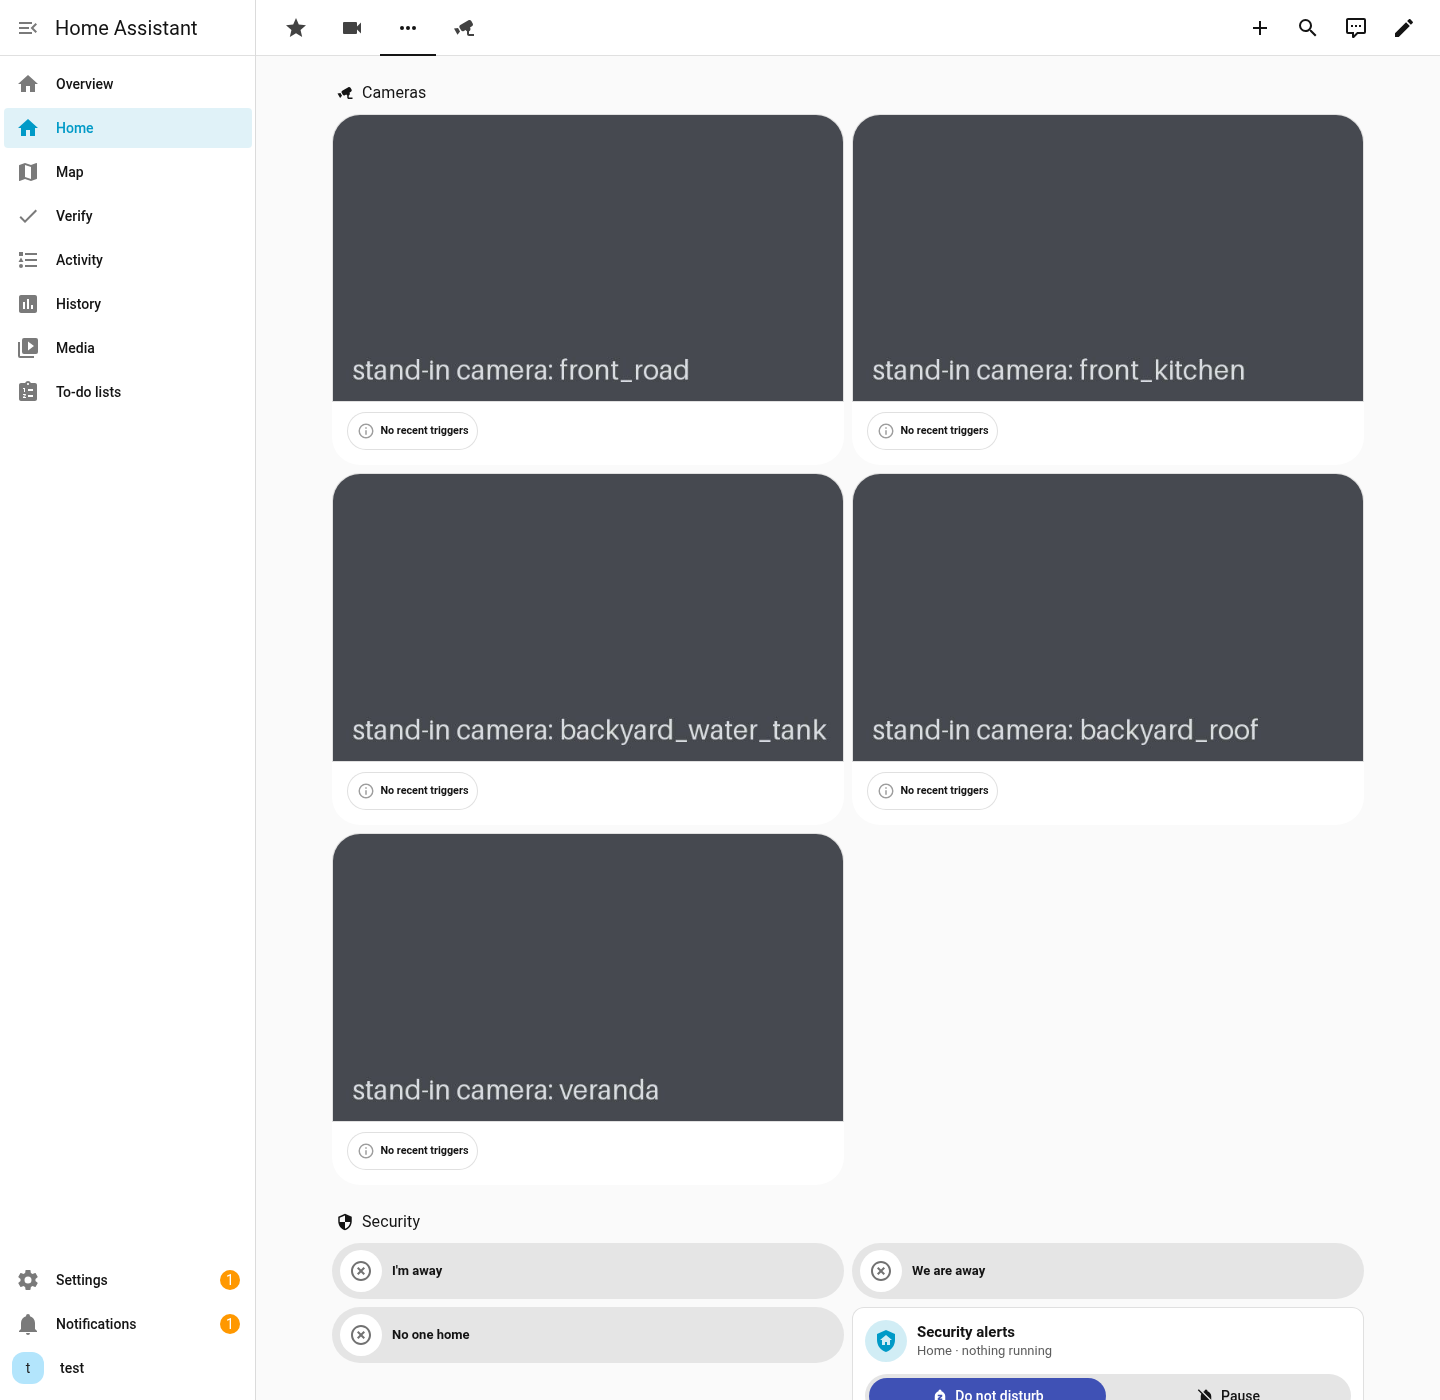 Home Assistant
Overview
Home
Map
Verify
Activity
History
Media
To-do lists
Settings
1
Notifications
1
t
test
Cameras
stand-in camera: front_road
No recent triggers
stand-in camera: front_kitchen
No recent triggers
stand-in camera: backyard_water_tank
No recent triggers
stand-in camera: backyard_roof
No recent triggers
stand-in camera: veranda
No recent triggers
Security
I'm away
We are away
No one home
Security alerts
Home · nothing running
Do not disturb
Pause